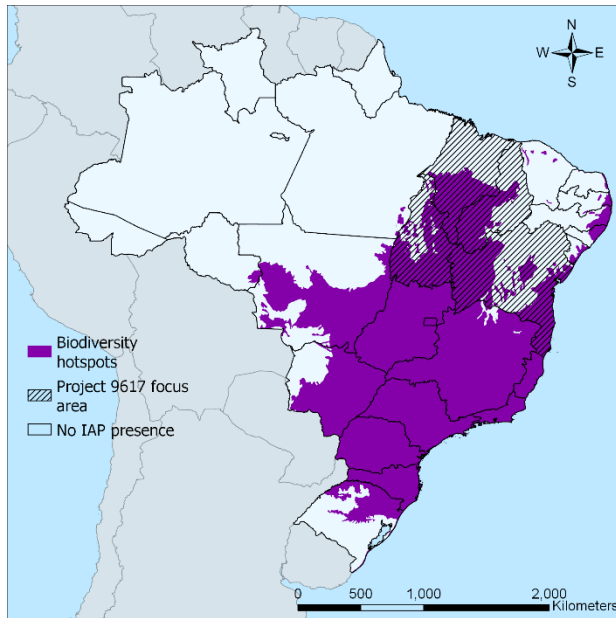 N
W E
S
Biodiversity
hotspots
Project 9617 focus
area
No IAP presence
0 500 1,000 2,000
Kilometers